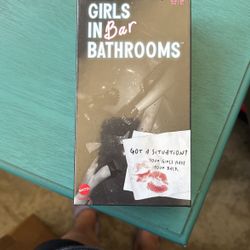 GIRLS
IN Bar
BATHROOMS
GOT A SITUATION?
YOUR GIRLS HAVE
YOUR BACK.